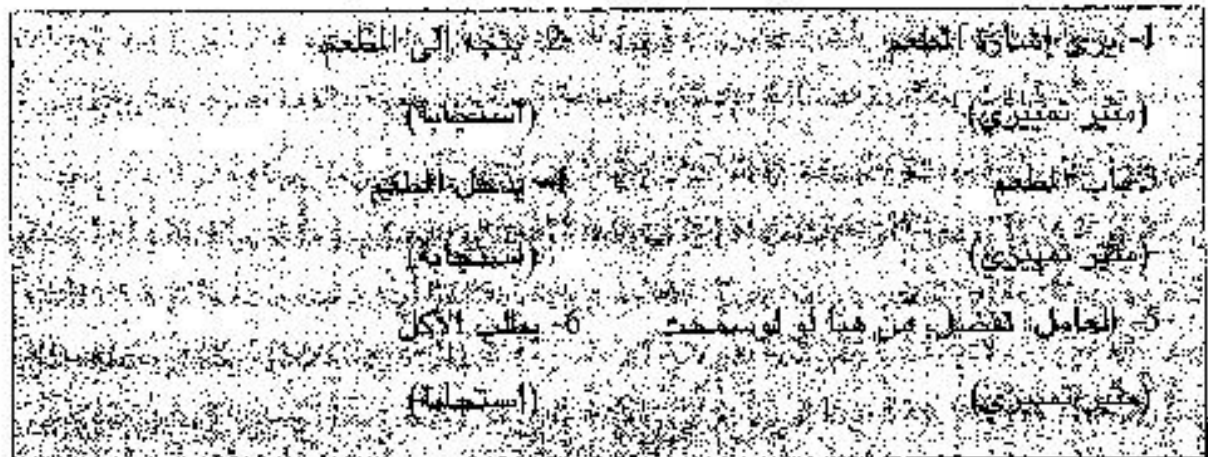 1- يرى إشارة المطعم 2- يتجه إلى المطعم
(مثير تمييزي) (استجابة)
3- باب المطعم 4- يدخل المطعم
(مثير تمييزي) (استجابة)
5- العامل: تفضل من هنا لو سمحت 6- يطلب الأكل
(مثير تمييزي) (استجابة)